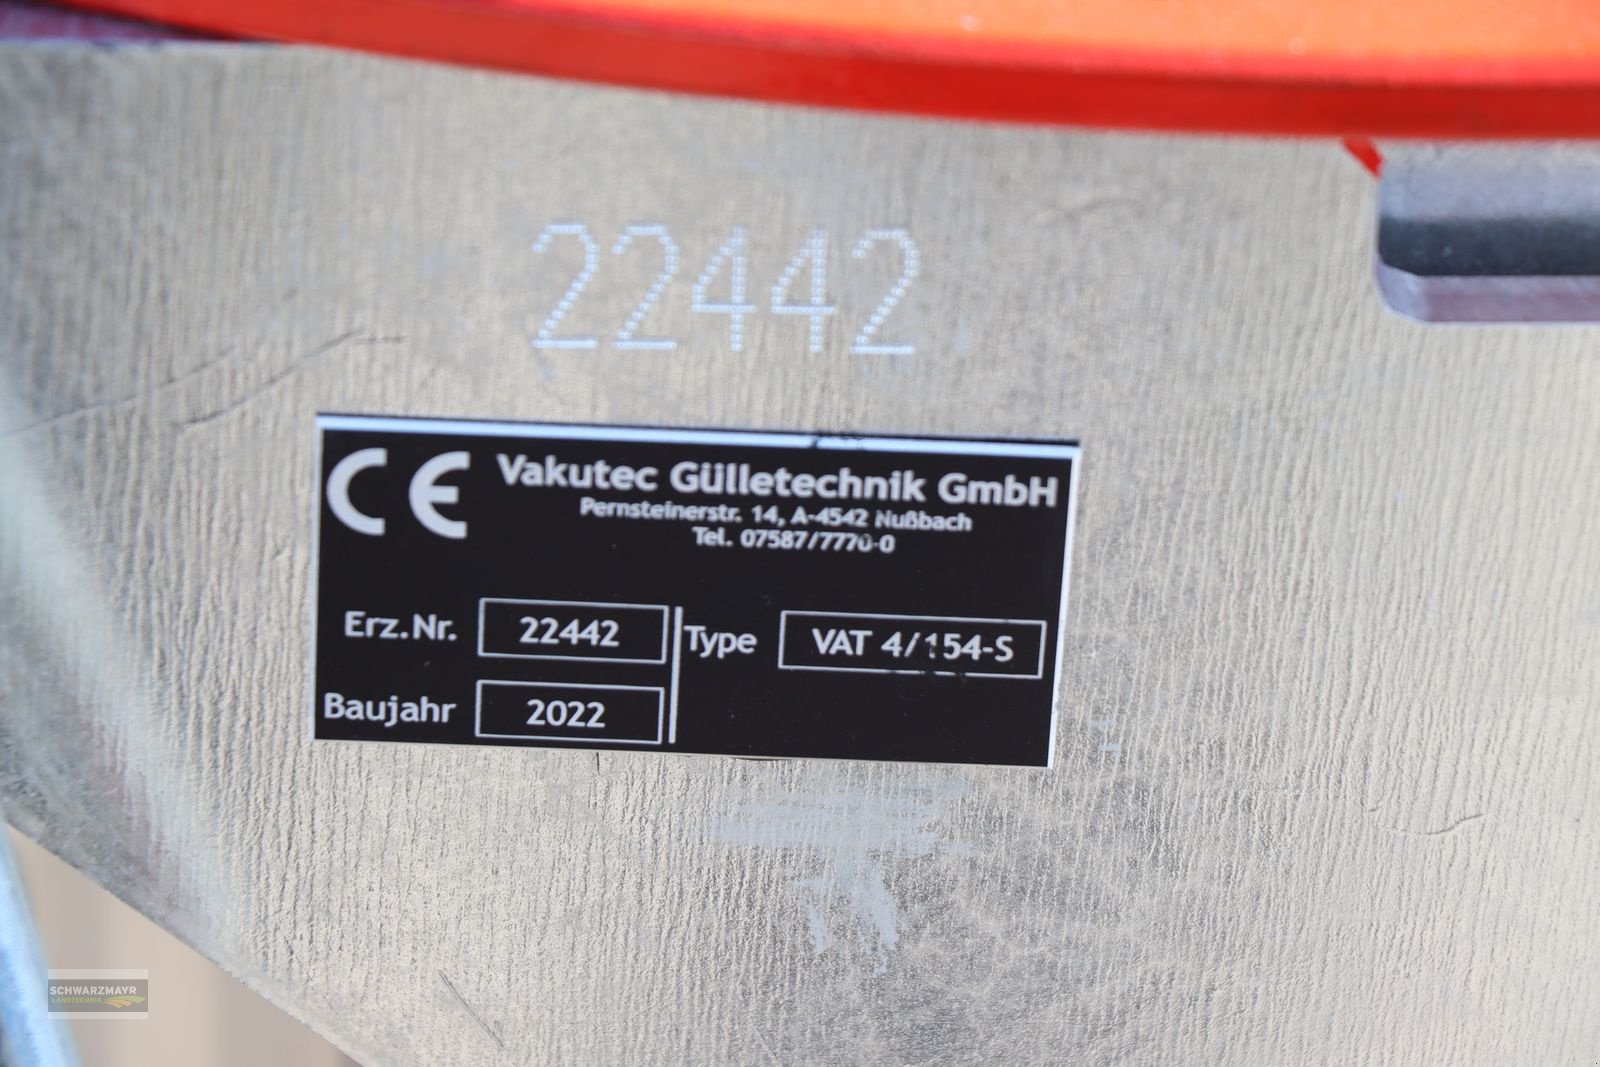 22442
CE Vakutec Gülletechnik GmbH
Pernsteinerstr. 14, A-4542 Nußbach
Tel. 07587/7770-0
Erz.Nr. 22442 Type VAT 4/154-S
Baujahr 2022
SCHWARZMAYR
LANDTECHNIK